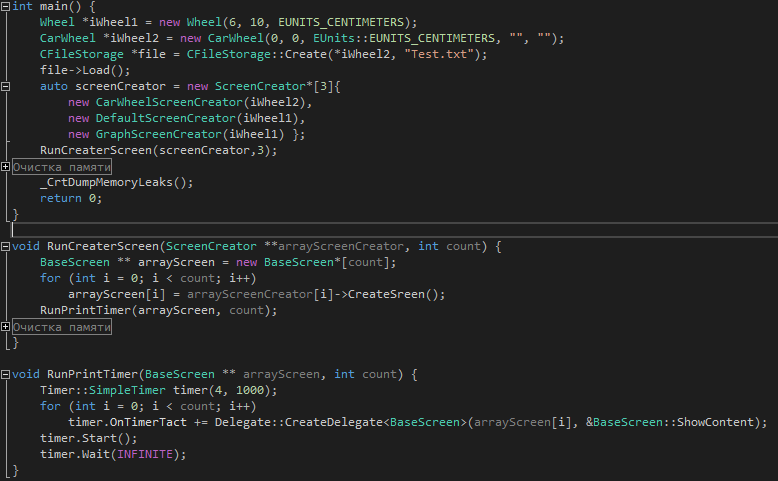 int main() {
    Wheel *iWheel1 = new Wheel(6, 10, EUNITS_CENTIMETERS);
    CarWheel *iWheel2 = new CarWheel(0, 0, EUnits::EUNITS_CENTIMETERS, "", "");
    CFileStorage *file = CFileStorage::Create(*iWheel2, "Test.txt");
    file->Load();
    auto screenCreator = new ScreenCreator*[3]{
        new CarWheelScreenCreator(iWheel2),
        new DefaultScreenCreator(iWheel1),
        new GraphScreenCreator(iWheel1) };
    RunCreaterScreen(screenCreator,3);
Очистка памяти
    _CrtDumpMemoryLeaks();
    return 0;
}
void RunCreaterScreen(ScreenCreator **arrayScreenCreator, int count) {
    BaseScreen ** arrayScreen = new BaseScreen*[count];
    for (int i = 0; i < count; i++)
        arrayScreen[i] = arrayScreenCreator[i]->CreateSreen();
    RunPrintTimer(arrayScreen, count);
Очистка памяти
}
void RunPrintTimer(BaseScreen ** arrayScreen, int count) {
    Timer::SimpleTimer timer(4, 1000);
    for (int i = 0; i < count; i++)
        timer.OnTimerTact += Delegate::CreateDelegate<BaseScreen>(arrayScreen[i], &BaseScreen::ShowContent);
    timer.Start();
    timer.Wait(INFINITE);
}